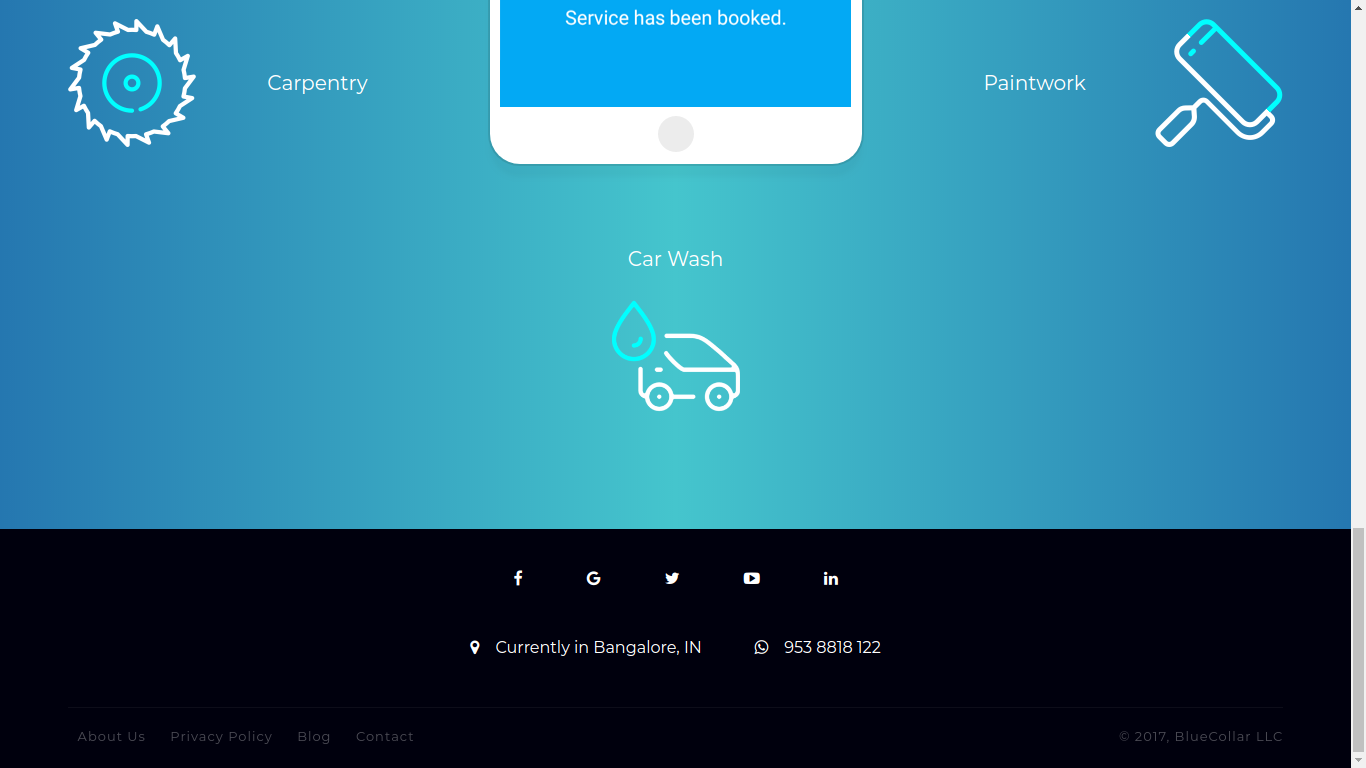 Service has been booked.
Carpentry
Paintwork
Car Wash
Currently in Bangalore, IN
953 8818 122
About Us
Privacy Policy
Blog
Contact
© 2017, BlueCollar LLC